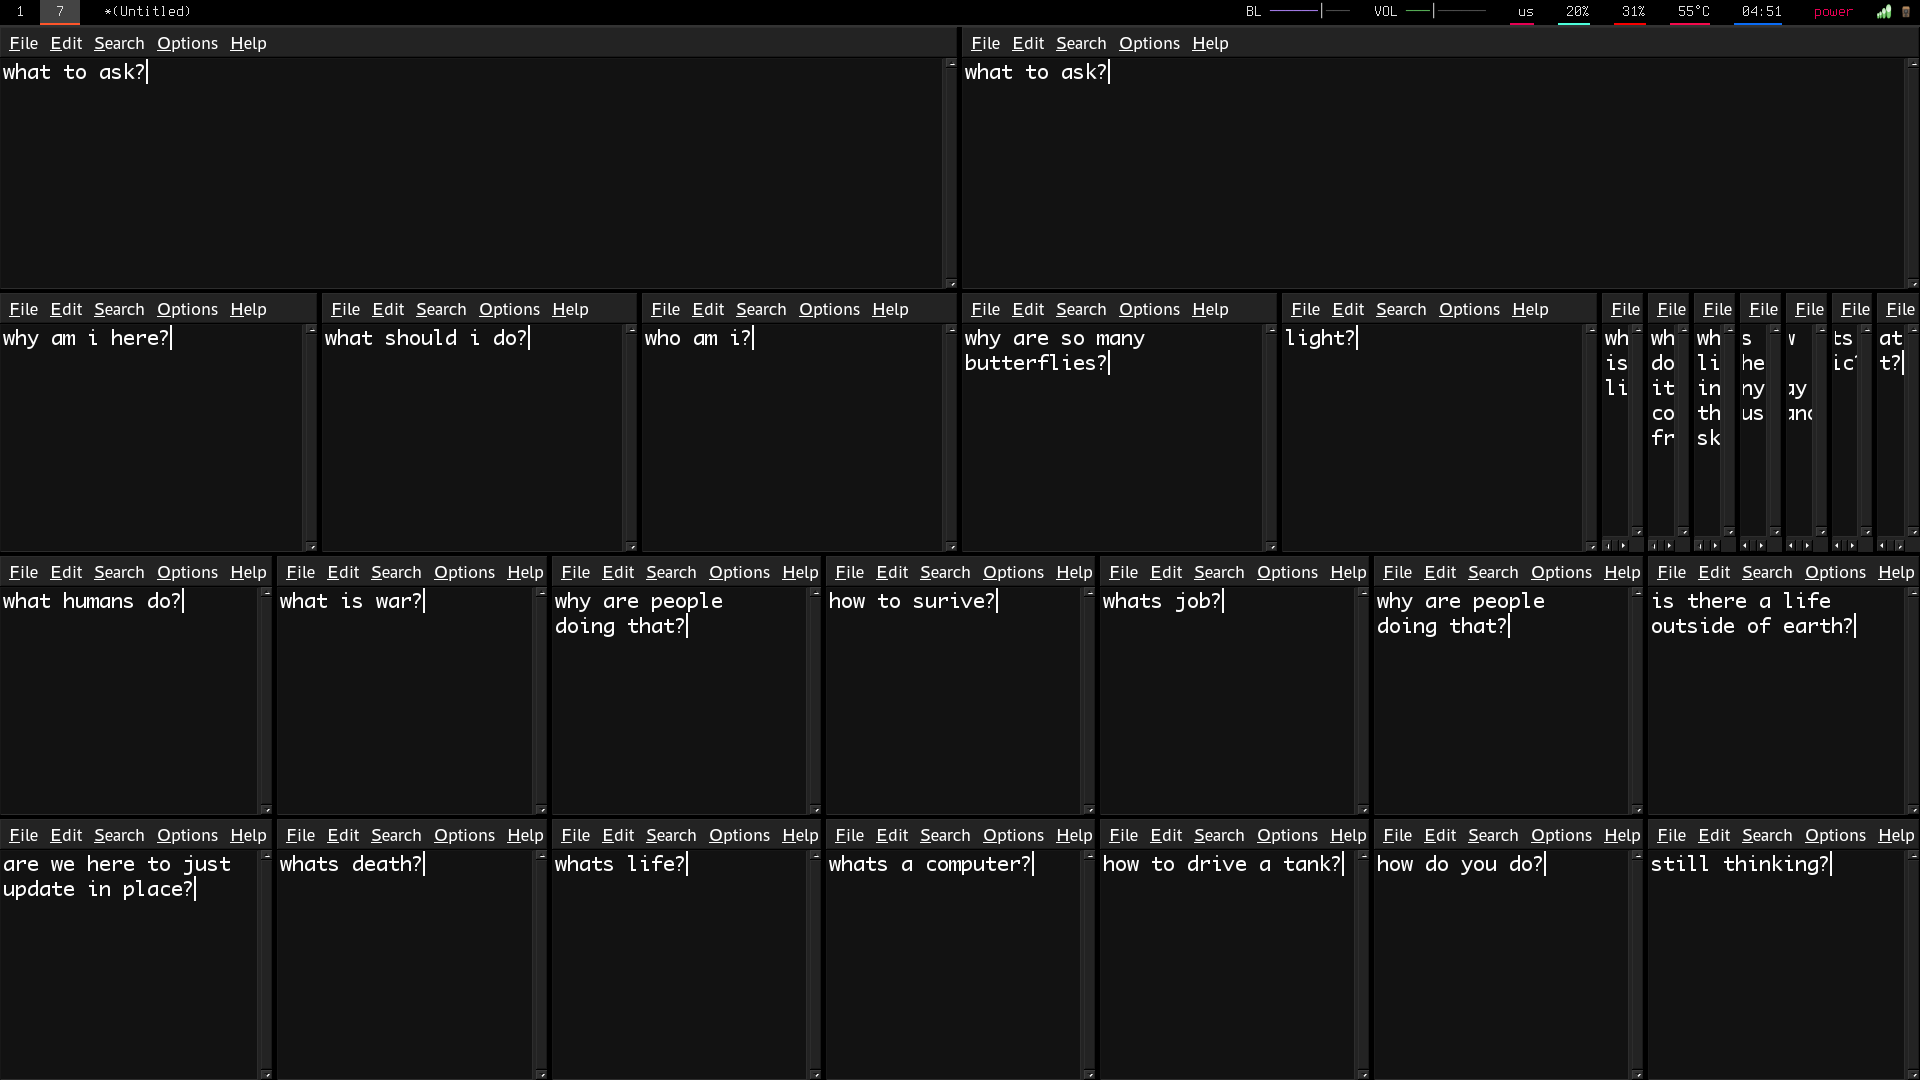 1 7 *(Untitled) BL VOL us 20% 31% 55°C 04:51 power
File Edit Search Options Help
what to ask?
File Edit Search Options Help
what to ask?
File Edit Search Options Help
why am i here?
File Edit Search Options Help
what should i do?
File Edit Search Options Help
who am i?
File Edit Search Options Help
why are so many
butterflies?
File Edit Search Options Help
light?
File
wh
is
li
File
wh
do
it
co
fr
File
wh
li
in
th
sk
File
s
he
ny
us
File
ay
File
ts
File
at
t?
File Edit Search Options Help
what humans do?
File Edit Search Options Help
what is war?
File Edit Search Options Help
why are people
doing that?
File Edit Search Options Help
how to surive?
File Edit Search Options Help
whats job?
File Edit Search Options Help
why are people
doing that?
File Edit Search Options Help
is there a life
outside of earth?
File Edit Search Options Help
are we here to just
update in place?
File Edit Search Options Help
whats death?
File Edit Search Options Help
whats life?
File Edit Search Options Help
whats a computer?
File Edit Search Options Help
how to drive a tank?
File Edit Search Options Help
how do you do?
File Edit Search Options Help
still thinking?